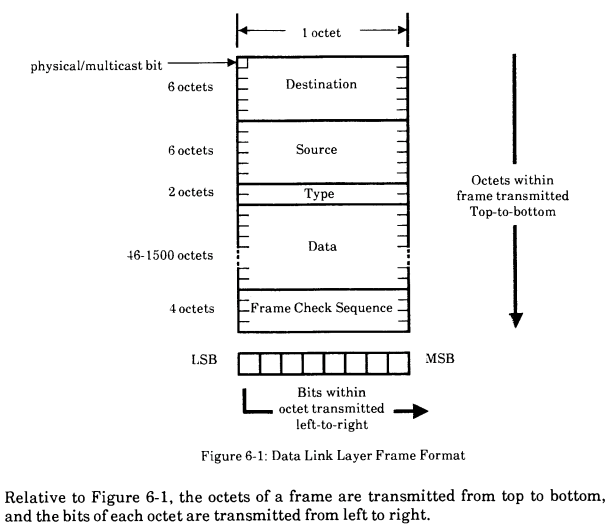 1 octet
physical/multicast bit
6 octets
Destination
6 octets
Source
2 octets
Type
46-1500 octets
Data
4 octets
Frame Check Sequence
Octets within
frame transmitted
Top-to-bottom
LSB
MSB
Bits within
octet transmitted
left-to-right
Figure 6-1: Data Link Layer Frame Format
Relative to Figure 6-1, the octets of a frame are transmitted from top to bottom,
and the bits of each octet are transmitted from left to right.